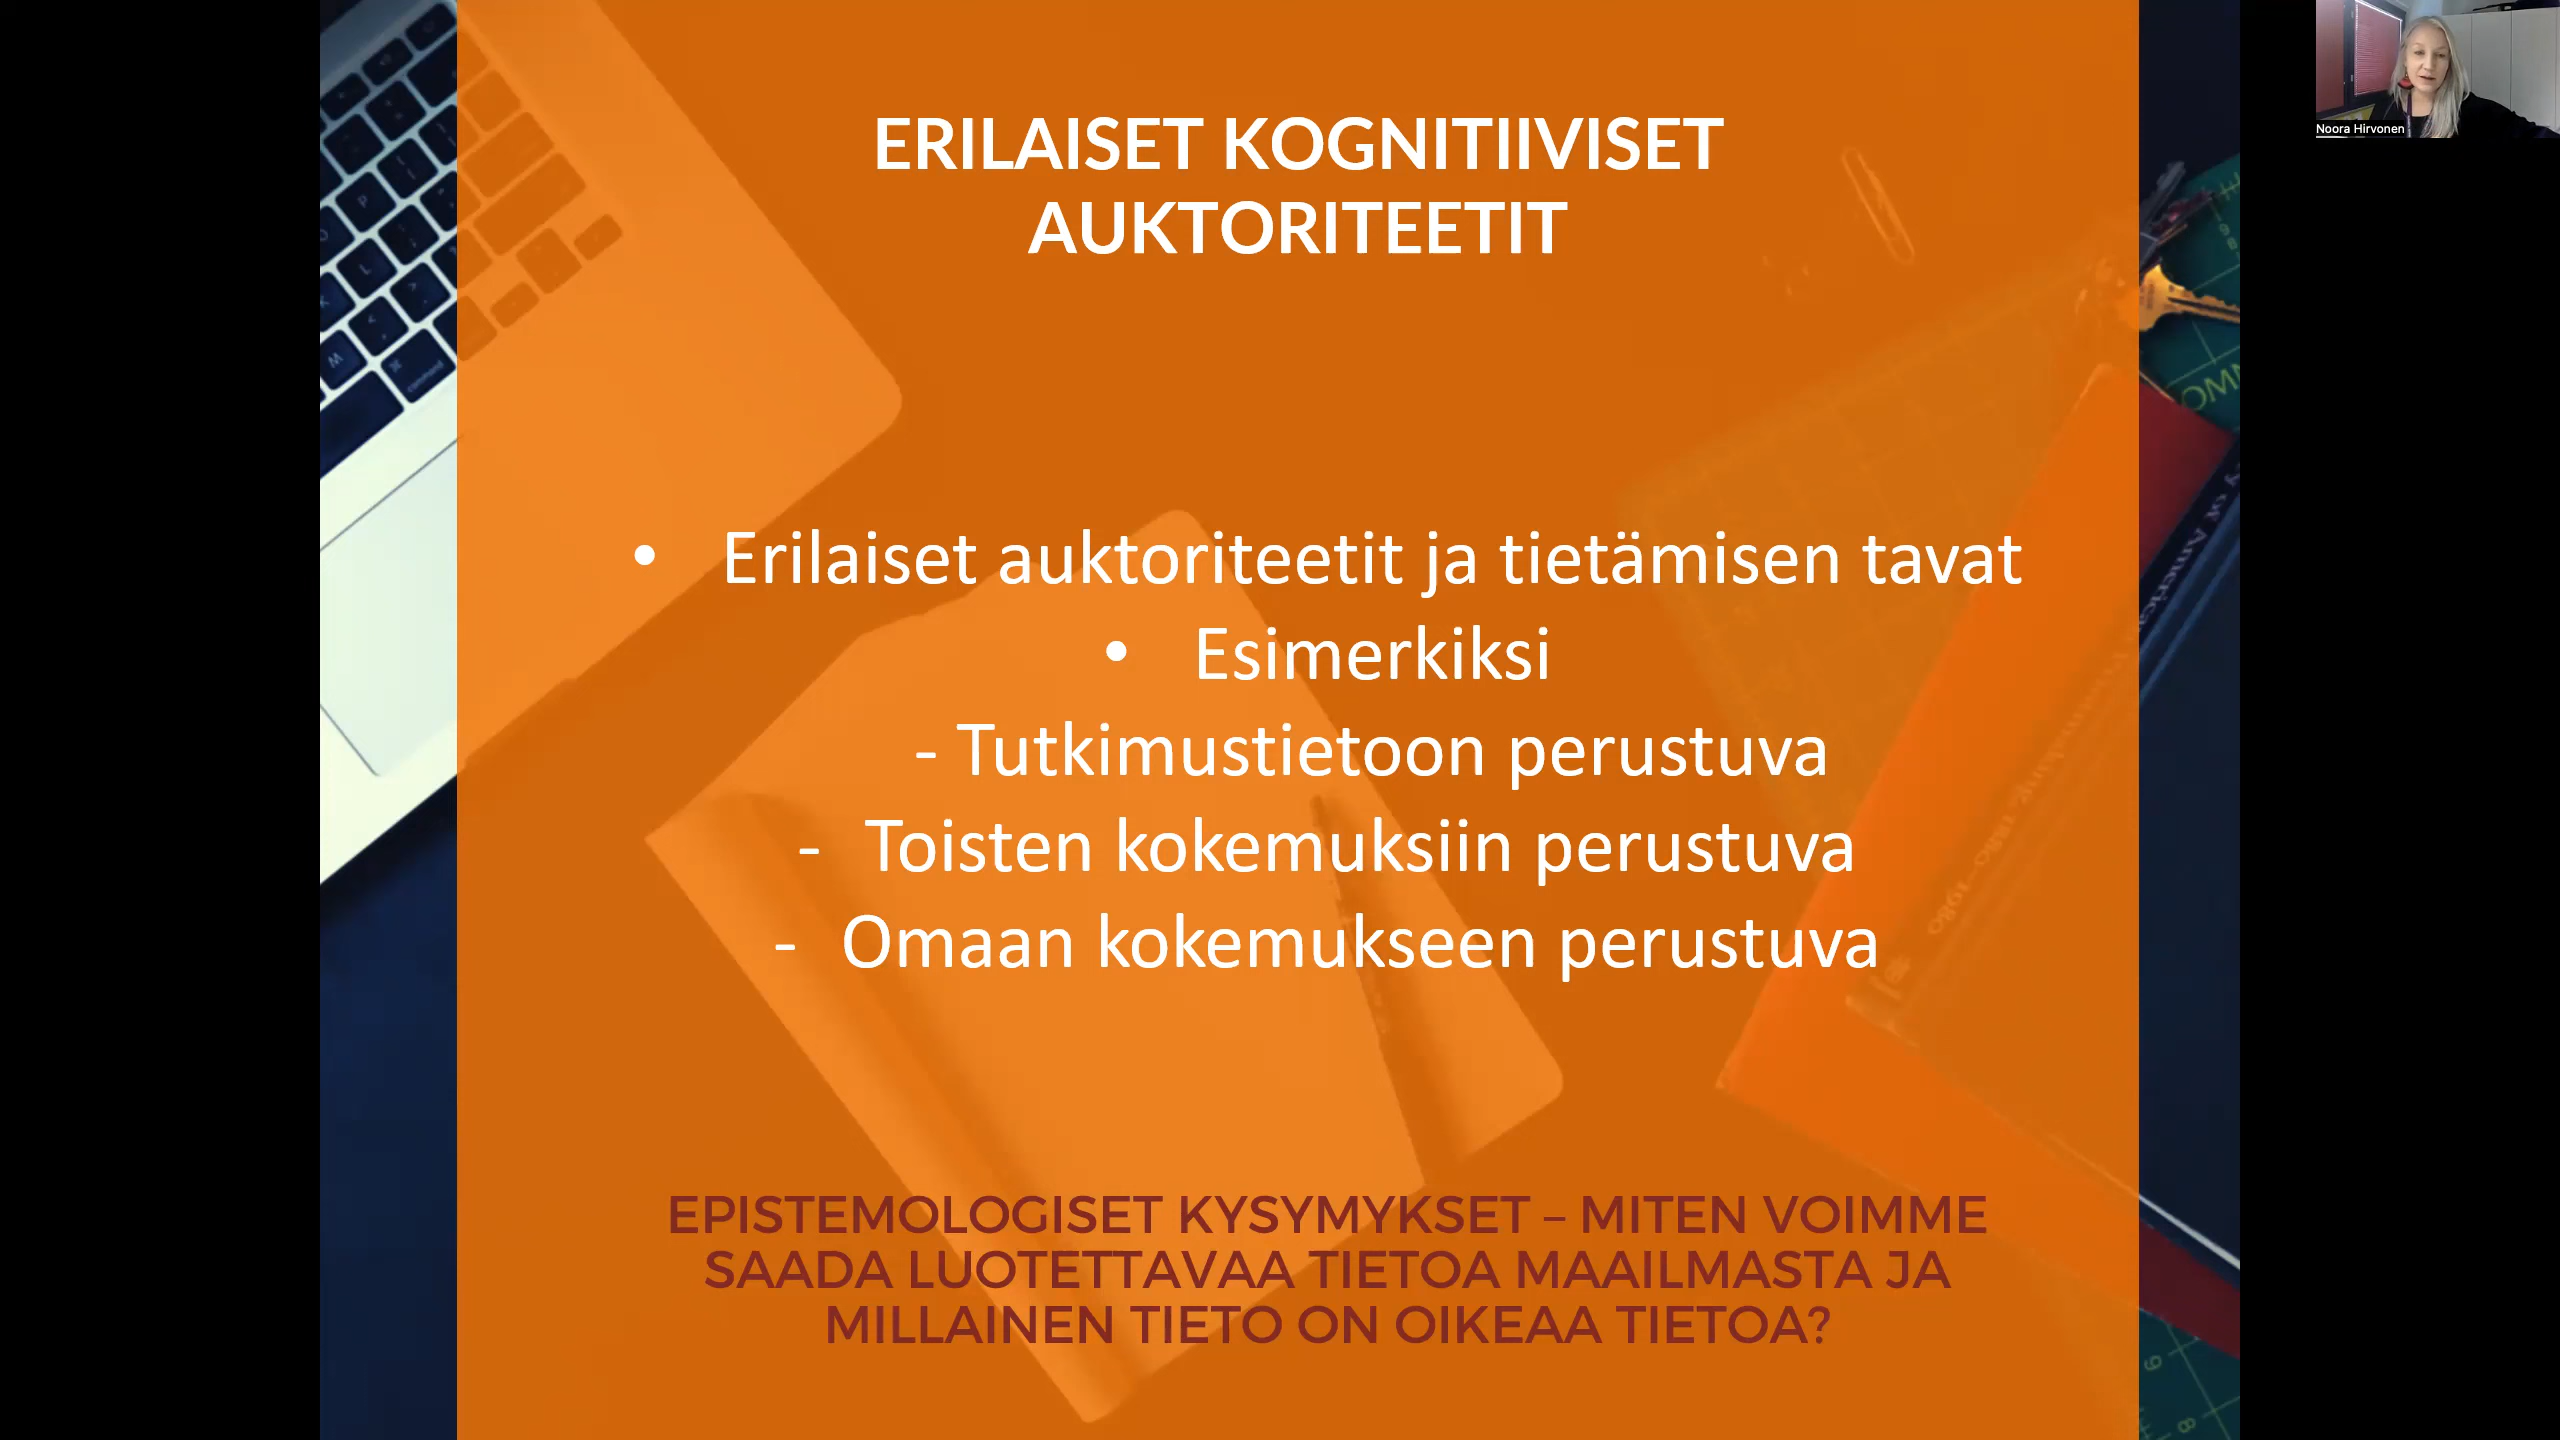 ERILAISET KOGNITIIVISET
AUKTORITEETIT
Noora Hirvonen
• Erilaiset auktoriteetit ja tietämisen tavat
• Esimerkiksi
- Tutkimustietoon perustuva
- Toisten kokemuksiin perustuva
- Omaan kokemukseen perustuva
EPISTEMOLOGISET KYSYMYKSET – MITEN VOIMME
SAADA LUOTETTAVAA TIETOA MAAILMASTA JA
MILLAINEN TIETO ON OIKEAA TIETOA?
command